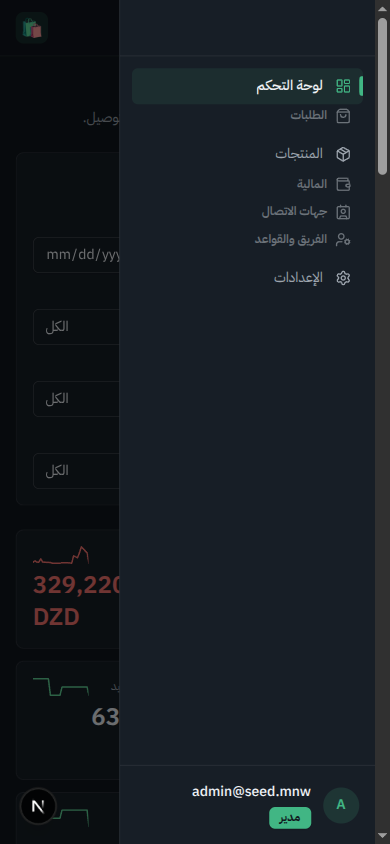 لوحة التحكم
الطلبات
المنتجات
المالية
جهات الاتصال
الفريق والقواعد
الإعدادات
admin@seed.mnw
مدير
A
mm/dd/yyy
الكل
الكل
الكل
329,220
DZD
63
N